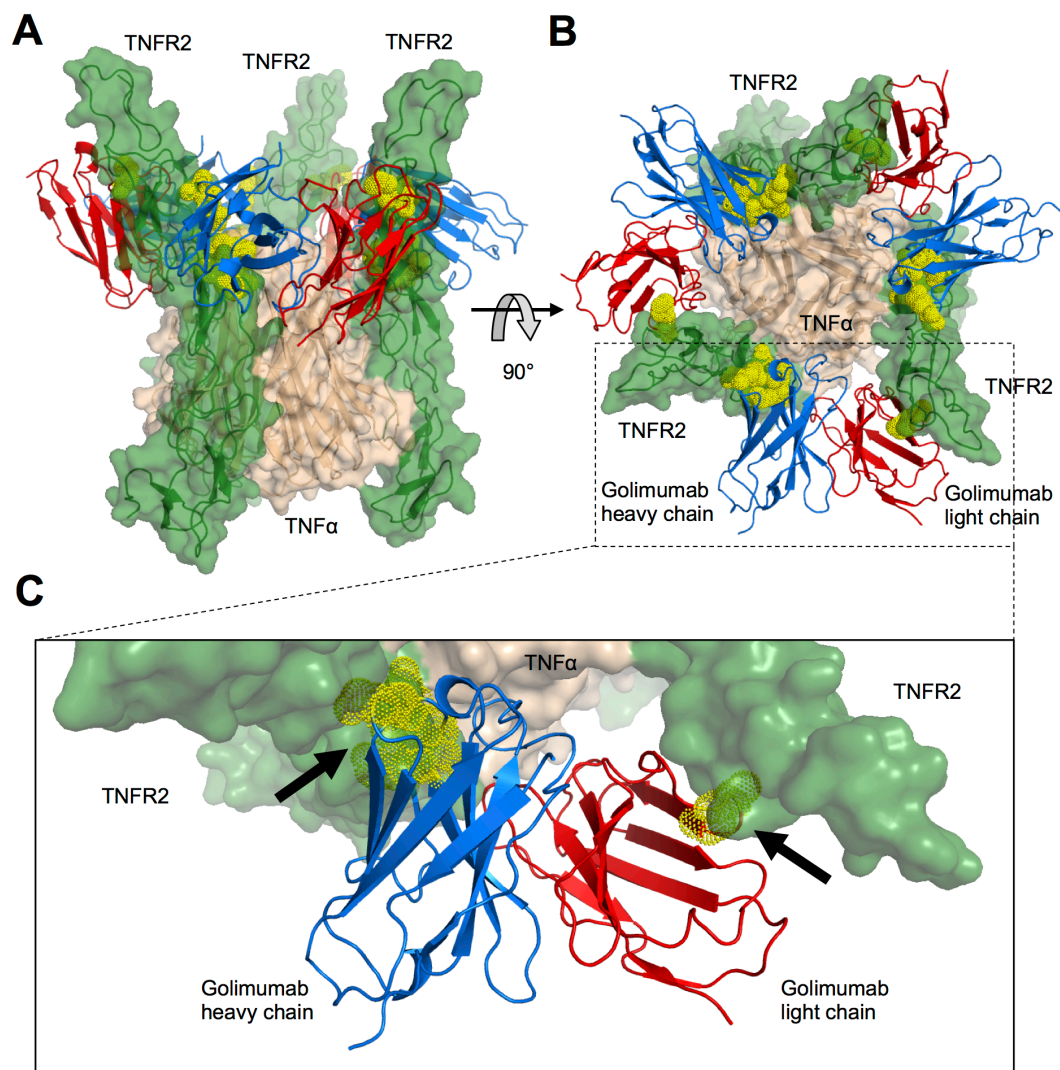 A
TNFR2
TNFR2
TNFR2
TNFα
90°
B
TNFR2
TNFα
TNFR2
TNFR2
Golimumab
heavy chain
Golimumab
light chain
C
TNFα
TNFR2
TNFR2
Golimumab
heavy chain
Golimumab
light chain